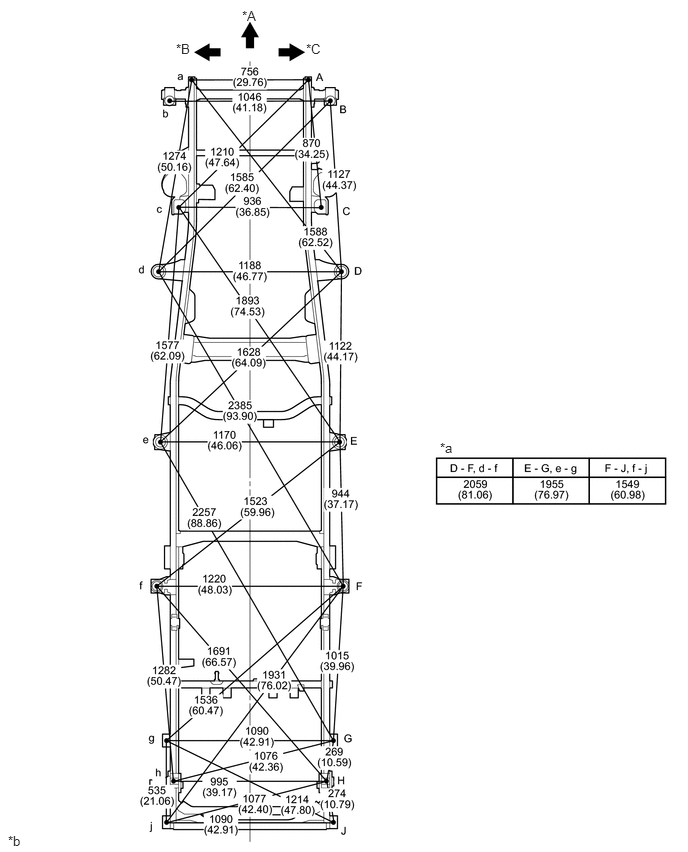 *A
*B
*C
a
756
(29.76)
A
b
1046
(41.18)
B
1274
(50.16)
1210
(47.64)
870
(34.25)
1585
(62.40)
1127
(44.37)
c
936
(36.85)
C
1588
(62.52)
d
1188
(46.77)
D
1893
(74.53)
1577
(62.09)
1628
(64.09)
1122
(44.17)
2385
(93.90)
e
1170
(46.06)
E
*a
D - F, d - f
E - G, e - g
F - J, f - j
2059
(81.06)
1955
(76.97)
1549
(60.98)
944
(37.17)
1523
(59.96)
2257
(88.86)
f
1220
(48.03)
F
1691
(66.57)
1015
(39.96)
1282
(50.47)
1931
(76.02)
1536
(60.47)
g
1090
(42.91)
G
269
(10.59)
1076
(42.36)
h
995
(39.17)
H
535
(21.06)
1077
(42.40)
1214
(47.80)
274
(10.79)
j
1090
(42.91)
J
*b